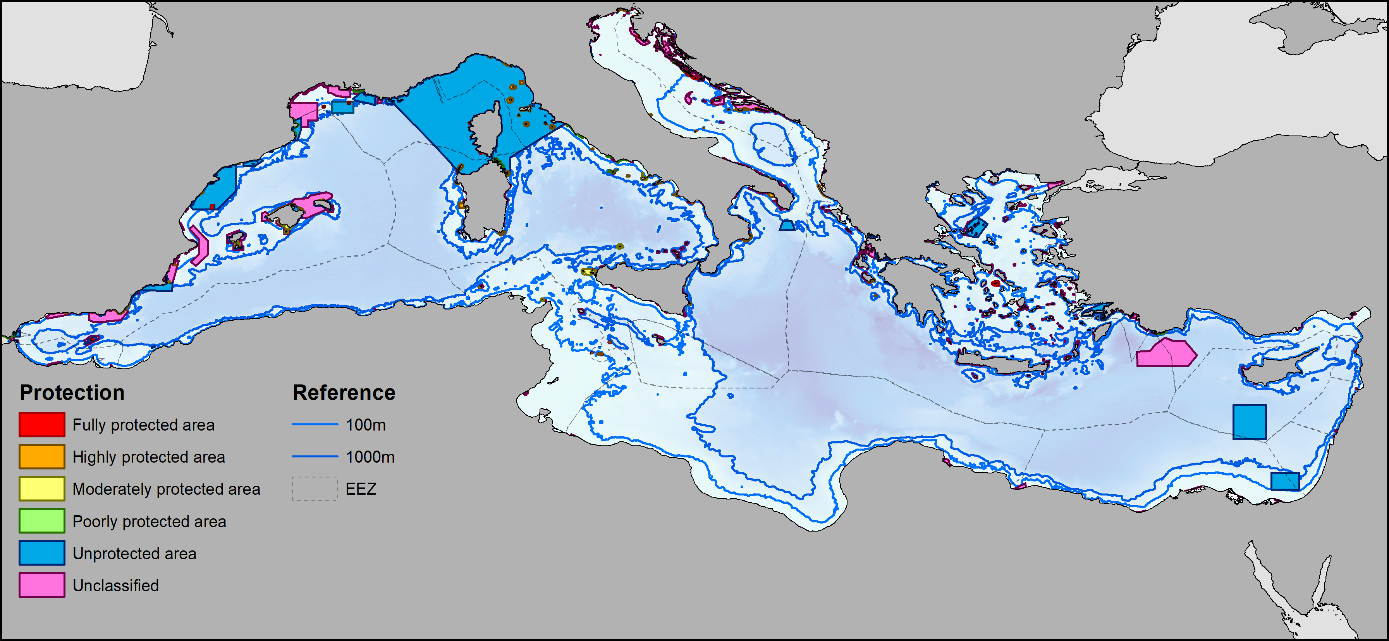 Protection
Fully protected area
Highly protected area
Moderately protected area
Poorly protected area
Unprotected area
Unclassified
Reference
100m
1000m
EEZ